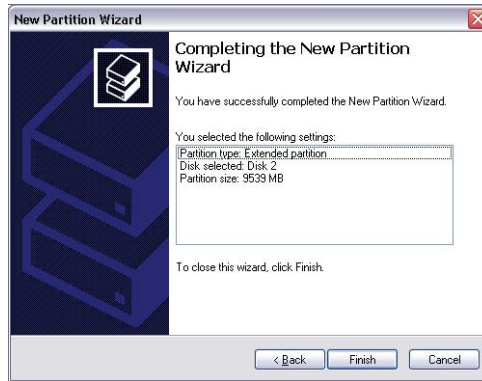 New Partition Wizard
Completing the New Partition
Wizard
You have successfully completed the New Partition Wizard.
You selected the following settings:
Partition type: Extended partition
Disk selected: Disk 2
Partition size: 9539 MB
To close this wizard, click Finish.
< Back Finish Cancel